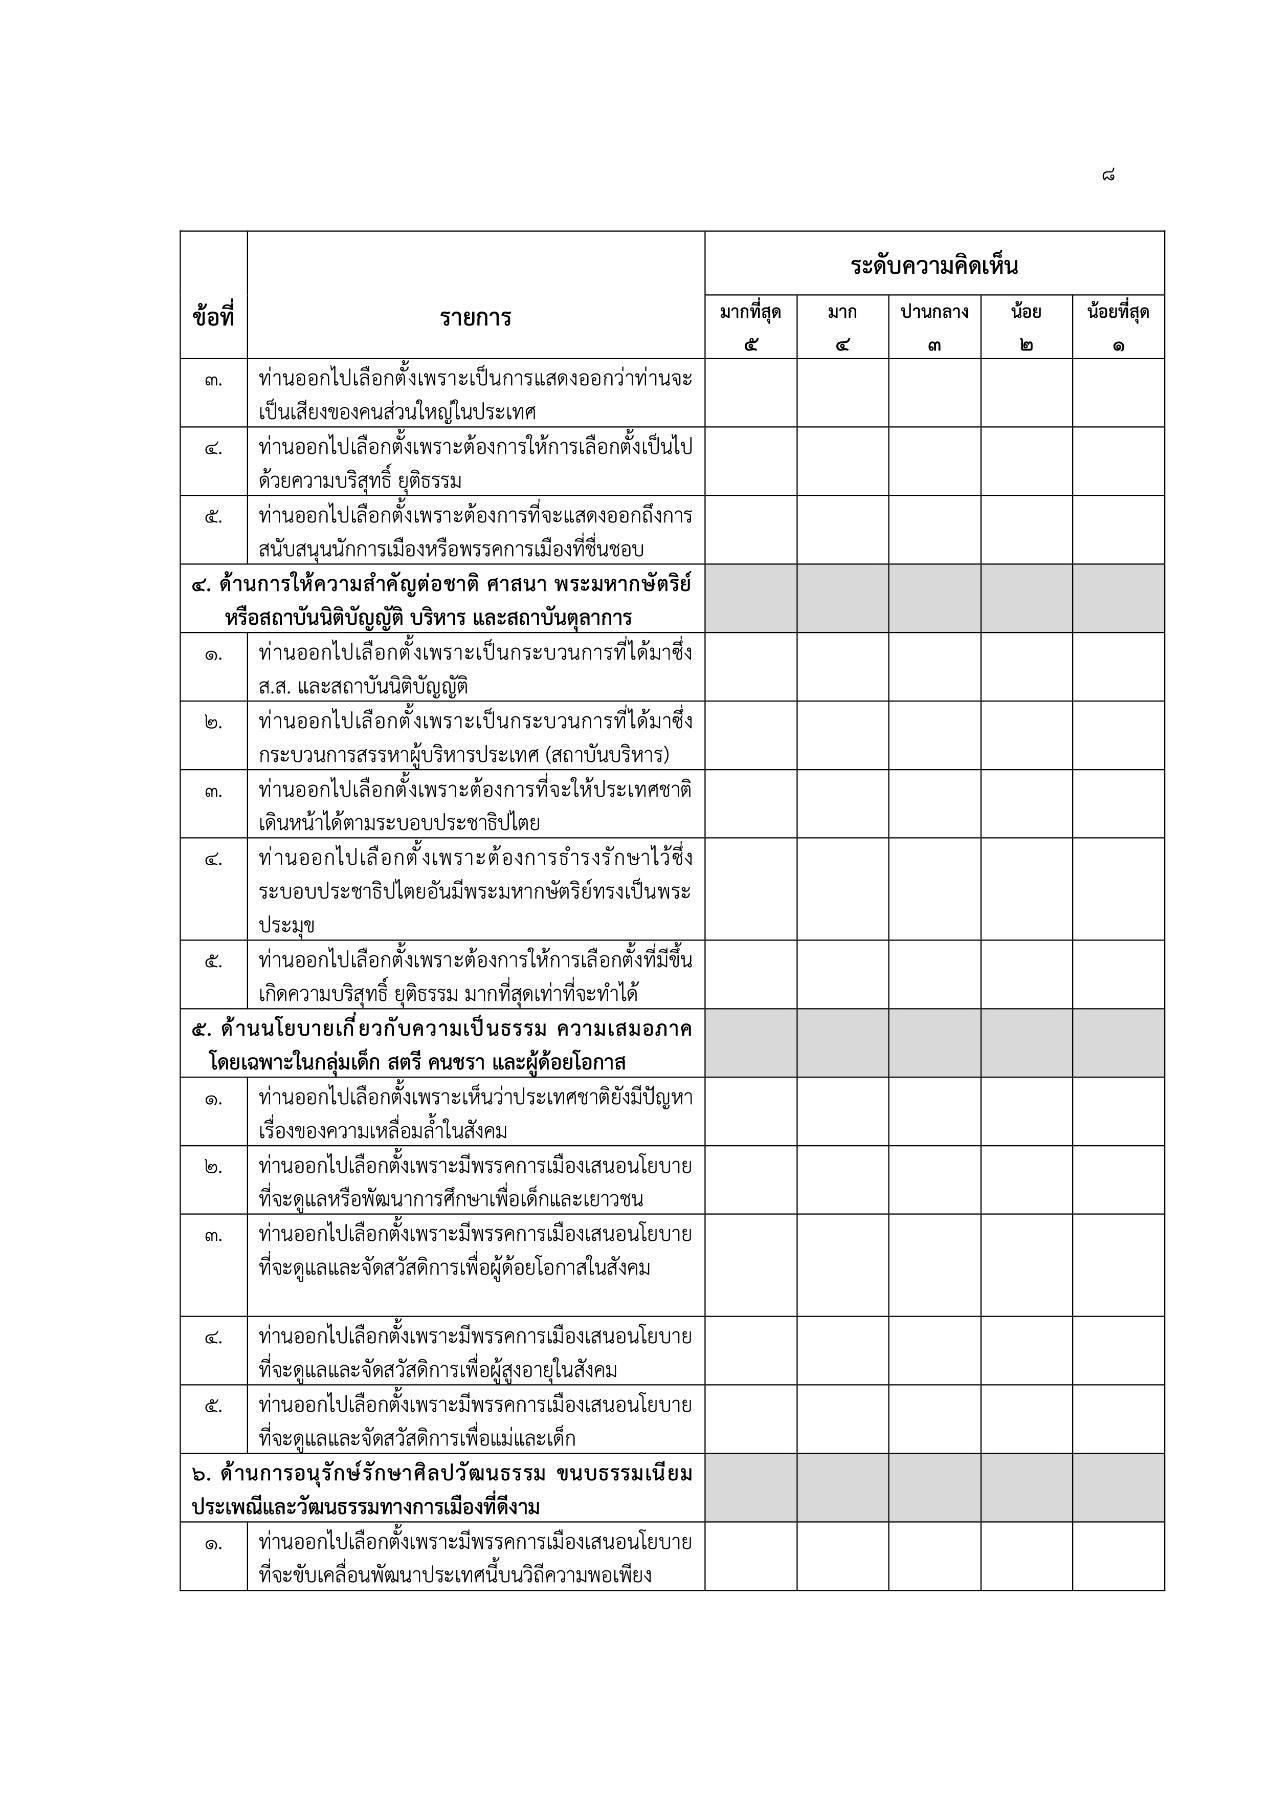 ๘
ระดับความคิดเห็น
ข้อที่ รายการ มากที่สุด มาก ปานกลาง น้อย น้อยที่สุด
๕ ๔ ๓ ๒ ๑
๓. ท่านออกไปเลือกตั้งเพราะเป็นการแสดงออกว่าท่านจะ
เป็นเสียงของคนส่วนใหญ่ในประเทศ
๔. ท่านออกไปเลือกตั้งเพราะต้องการให้การเลือกตั้งเป็นไป
ด้วยความบริสุทธิ์ ยุติธรรม
๕. ท่านออกไปเลือกตั้งเพราะต้องการที่จะแสดงออกถึงการ
สนับสนุนนักการเมืองหรือพรรคการเมืองที่ชื่นชอบ
๔. ด้านการให้ความสำคัญต่อชาติ ศาสนา พระมหากษัตริย์
หรือสถาบันนิติบัญญัติ บริหาร และสถาบันตุลาการ
๑. ท่านออกไปเลือกตั้งเพราะเป็นกระบวนการที่ได้มาซึ่ง
ส.ส. และสถาบันนิติบัญญัติ
๒. ท่านออกไปเลือกตั้งเพราะเป็นกระบวนการที่ได้มาซึ่ง
กระบวนการสรรหาผู้บริหารประเทศ (สถาบันบริหาร)
๓. ท่านออกไปเลือกตั้งเพราะต้องการที่จะให้ประเทศชาติ
เดินหน้าได้ตามระบอบประชาธิปไตย
๔. ท่านออกไปเลือกตั้งเพราะต้องการธำรงรักษาไว้ซึ่ง
ระบอบประชาธิปไตยอันมีพระมหากษัตริย์ทรงเป็นพระ
ประมุข
๕. ท่านออกไปเลือกตั้งเพราะต้องการให้การเลือกตั้งที่มีขึ้น
เกิดความบริสุทธิ์ ยุติธรรม มากที่สุดเท่าที่จะทำได้
๕. ด้านนโยบายเกี่ยวกับความเป็นธรรม ความเสมอภาค
โดยเฉพาะในกลุ่มเด็ก สตรี คนชรา และผู้ด้อยโอกาส
๑. ท่านออกไปเลือกตั้งเพราะเห็นว่าประเทศชาติยังมีปัญหา
เรื่องของความเหลื่อมล้ำในสังคม
๒. ท่านออกไปเลือกตั้งเพราะมีพรรคการเมืองเสนอนโยบาย
ที่จะดูแลหรือพัฒนาการศึกษาเพื่อเด็กและเยาวชน
๓. ท่านออกไปเลือกตั้งเพราะมีพรรคการเมืองเสนอนโยบาย
ที่จะดูแลและจัดสวัสดิการเพื่อผู้ด้อยโอกาสในสังคม
๔. ท่านออกไปเลือกตั้งเพราะมีพรรคการเมืองเสนอนโยบาย
ที่จะดูแลและจัดสวัสดิการเพื่อผู้สูงอายุในสังคม
๕. ท่านออกไปเลือกตั้งเพราะมีพรรคการเมืองเสนอนโยบาย
ที่จะดูแลและจัดสวัสดิการเพื่อแม่และเด็ก
๖. ด้านการอนุรักษ์รักษาศิลปวัฒนธรรม ขนบธรรมเนียม
ประเพณีและวัฒนธรรมทางการเมืองที่ดีงาม
๑. ท่านออกไปเลือกตั้งเพราะมีพรรคการเมืองเสนอนโยบาย
ที่จะขับเคลื่อนพัฒนาประเทศนี้บนวิถีความพอเพียง